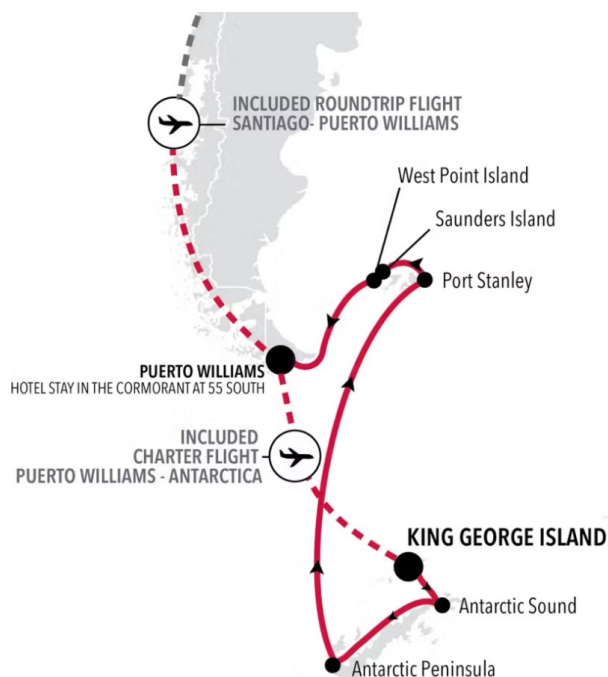 INCLUDED ROUNDTRIP FLIGHT
SANTIAGO- PUERTO WILLIAMS
West Point Island
Saunders Island
Port Stanley
PUERTO WILLIAMS
HOTEL STAY IN THE CORMORANT AT 55 SOUTH
INCLUDED
CHARTER FLIGHT
PUERTO WILLIAMS - ANTARCTICA
KING GEORGE ISLAND
Antarctic Sound
Antarctic Peninsula